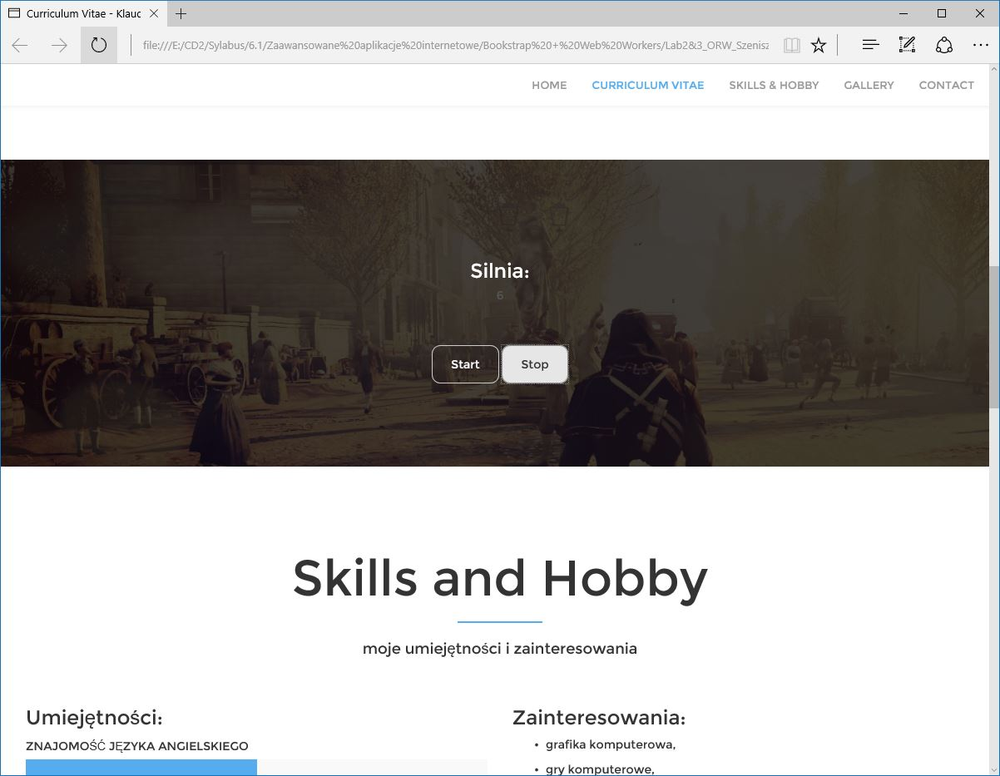 Curriculum Vitae - Klauc
file:///E:/CD2/Sylabus/6.1/Zaawansowane%20aplikacje%20internetowe/Bookstrap%20+%20Web%20Workers/Lab2&3_ORW_Szenisz
HOME CURRICULUM VITAE SKILLS & HOBBY GALLERY CONTACT
Silnia:
6
Start Stop
Skills and Hobby
moje umiejętności i zainteresowania
Umiejętności:
ZNAJOMOŚĆ JĘZYKA ANGIELSKIEGO
Zainteresowania:
• grafika komputerowa,
• gry komputerowe,